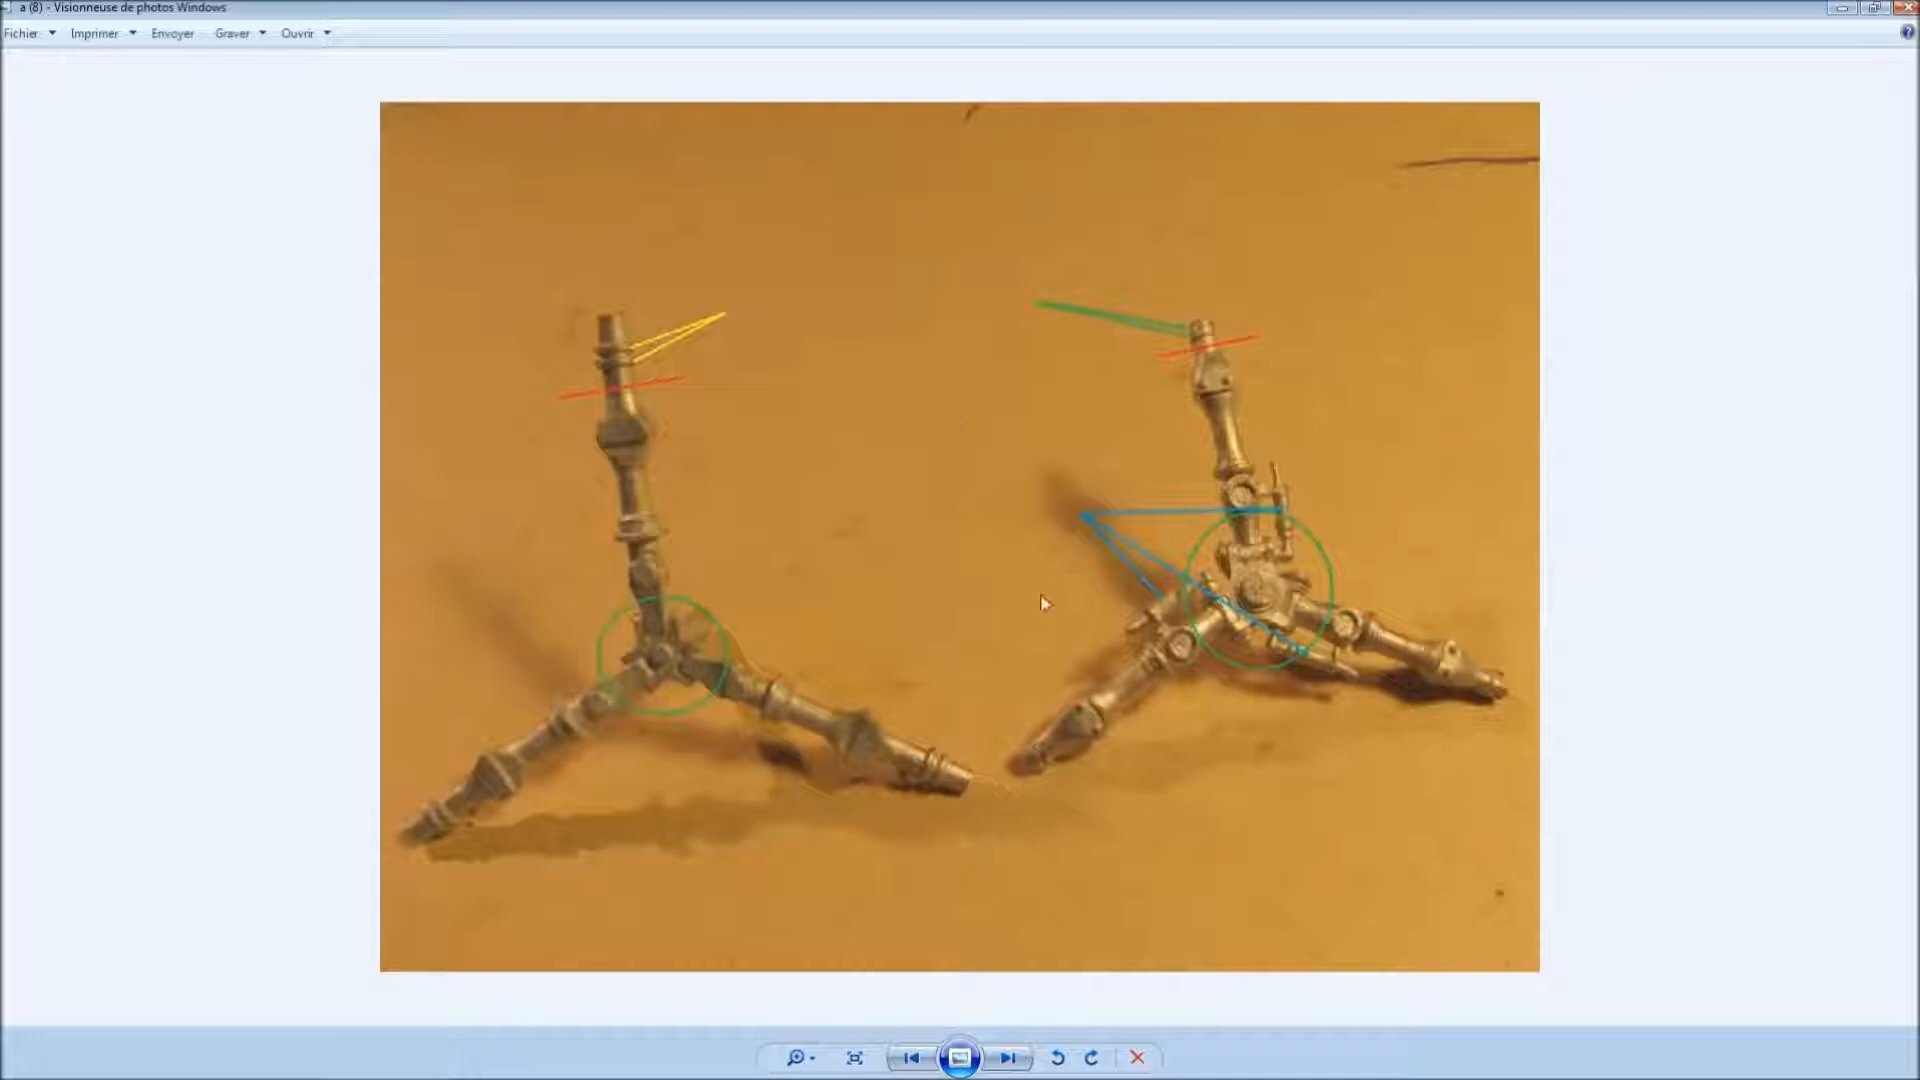 a (8) - Visionneuse de photos Windows
Fichier Imprimer Envoyer Graver Ouvrir